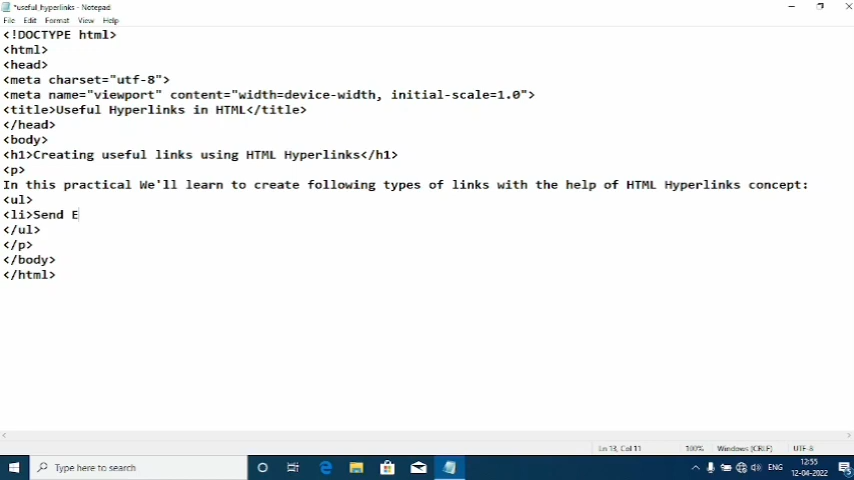 *useful_hyperlinks - Notepad
File Edit Format View Help
<!DOCTYPE html>
<html>
<head>
<meta charset="utf-8">
<meta name="viewport" content="width=device-width, initial-scale=1.0">
<title>Useful Hyperlinks in HTML</title>
</head>
<body>
<h1>Creating useful links using HTML Hyperlinks</h1>
<p>
In this practical We'll learn to create following types of links with the help of HTML Hyperlinks concept:
<ul>
<li>Send E
</ul>
</p>
</body>
</html>
Ln 13, Col 11 100% Windows (CRLF) UTF-8
Type here to search ENG 12:55
12-04-2022